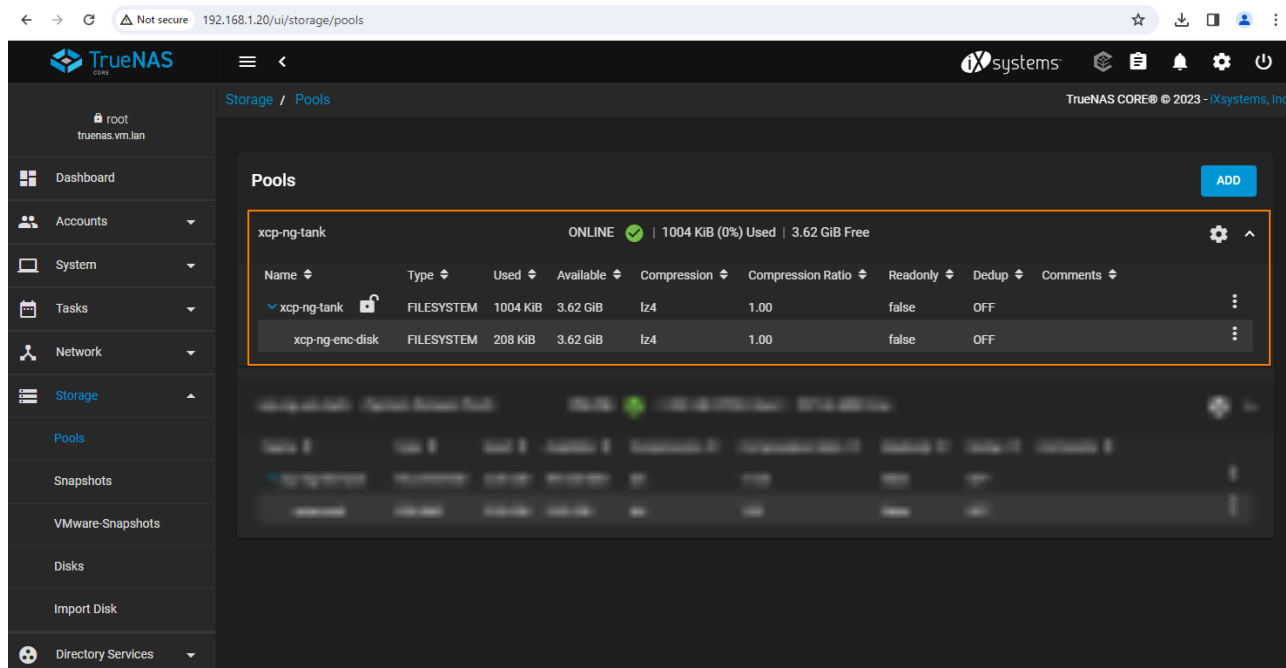 Not secure 192.168.1.20/ui/storage/pools
TrueNAS
CORE
iX systems
root
truenas.vm.lan
Storage / Pools
TrueNAS CORE® © 2023 - iXsystems, Inc
Dashboard
Accounts
System
Tasks
Network
Storage
Pools
Snapshots
VMware-Snapshots
Disks
Import Disk
Directory Services
Pools
ADD
xcp-ng-tank ONLINE | 1004 KiB (0%) Used | 3.62 GiB Free
Name Type Used Available Compression Compression Ratio Readonly Dedup Comments
xcp-ng-tank FILESYSTEM 1004 KiB 3.62 GiB lz4 1.00 false OFF
xcp-ng-enc-disk FILESYSTEM 208 KiB 3.62 GiB lz4 1.00 false OFF